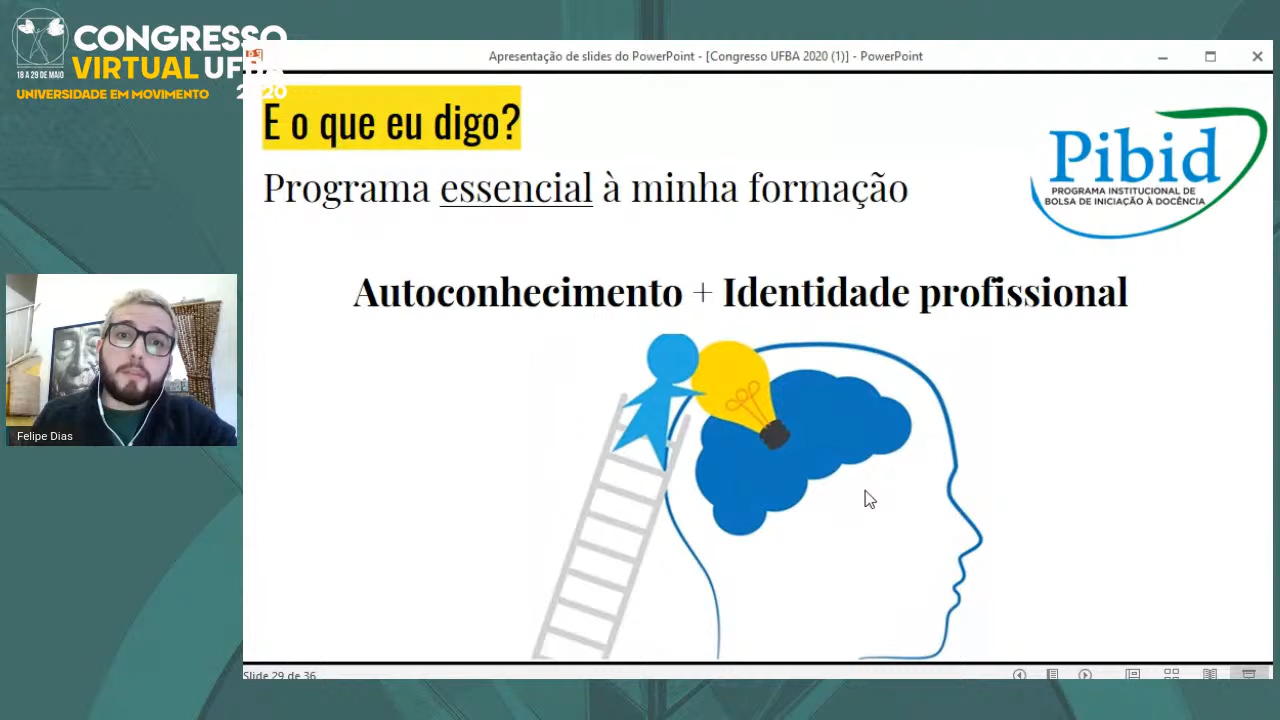 CONGRESSO
VIRTUAL UFBA
2020
18 A 29 DE MAIO
UNIVERSIDADE EM MOVIMENTO
Apresentação de slides do PowerPoint - [Congresso UFBA 2020 (1)] - PowerPoint
E o que eu digo?
Programa essencial à minha formação
Pibid
PROGRAMA INSTITUCIONAL DE
BOLSA DE INICIAÇÃO À DOCÊNCIA
Autoconhecimento + Identidade profissional
Felipe Dias
Slide 29 de 36